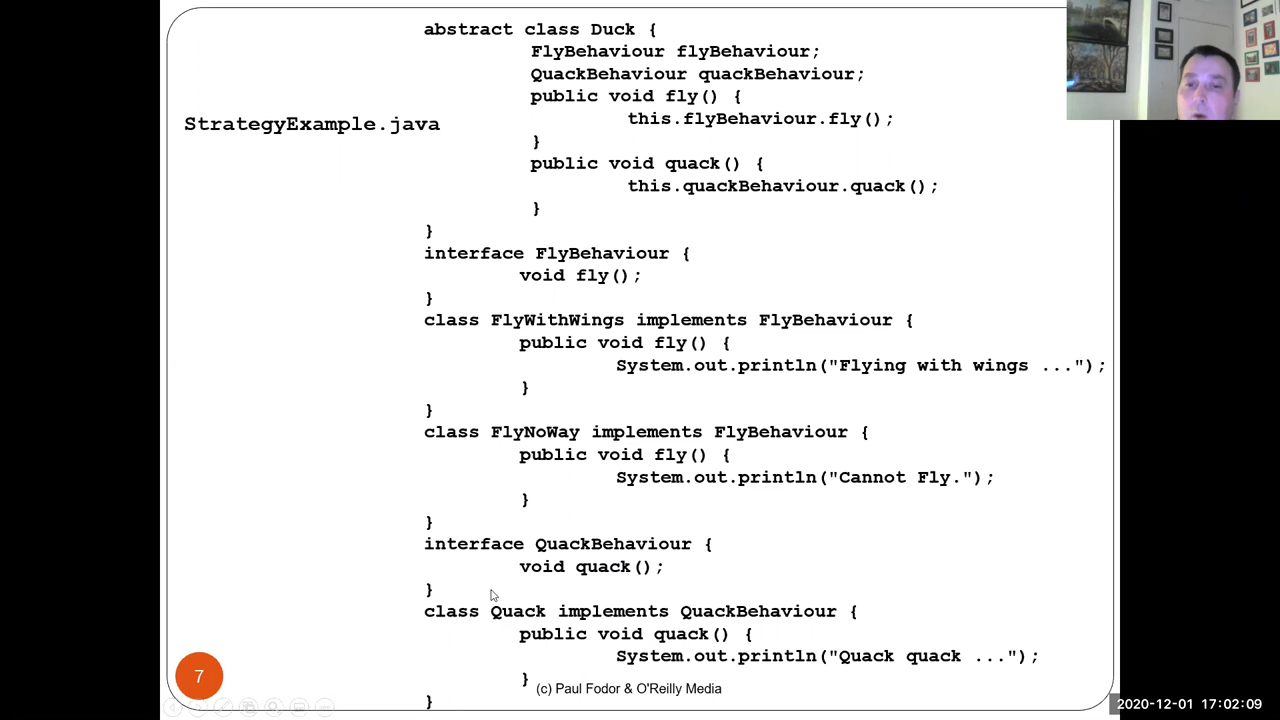 StrategyExample.java
abstract class Duck {
FlyBehaviour flyBehaviour;
QuackBehaviour quackBehaviour;
public void fly() {
this.flyBehaviour.fly();
}
public void quack() {
this.quackBehaviour.quack();
}
}
interface FlyBehaviour {
void fly();
}
class FlyWithWings implements FlyBehaviour {
public void fly() {
System.out.println("Flying with wings ...");
}
}
class FlyNoWay implements FlyBehaviour {
public void fly() {
System.out.println("Cannot Fly.");
}
}
interface QuackBehaviour {
void quack();
}
class Quack implements QuackBehaviour {
public void quack() {
System.out.println("Quack quack ...");
}
}
7
(c) Paul Fodor & O'Reilly Media
2020-12-01 17:02:09